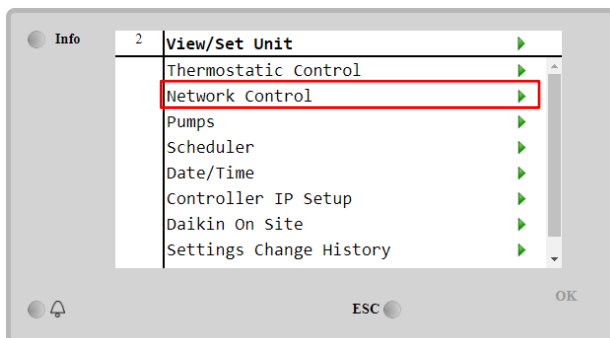 Info
2 View/Set Unit
Thermostatic Control
Network Control
Pumps
Scheduler
Date/Time
Controller IP Setup
Daikin On Site
Settings Change History
ESC
OK